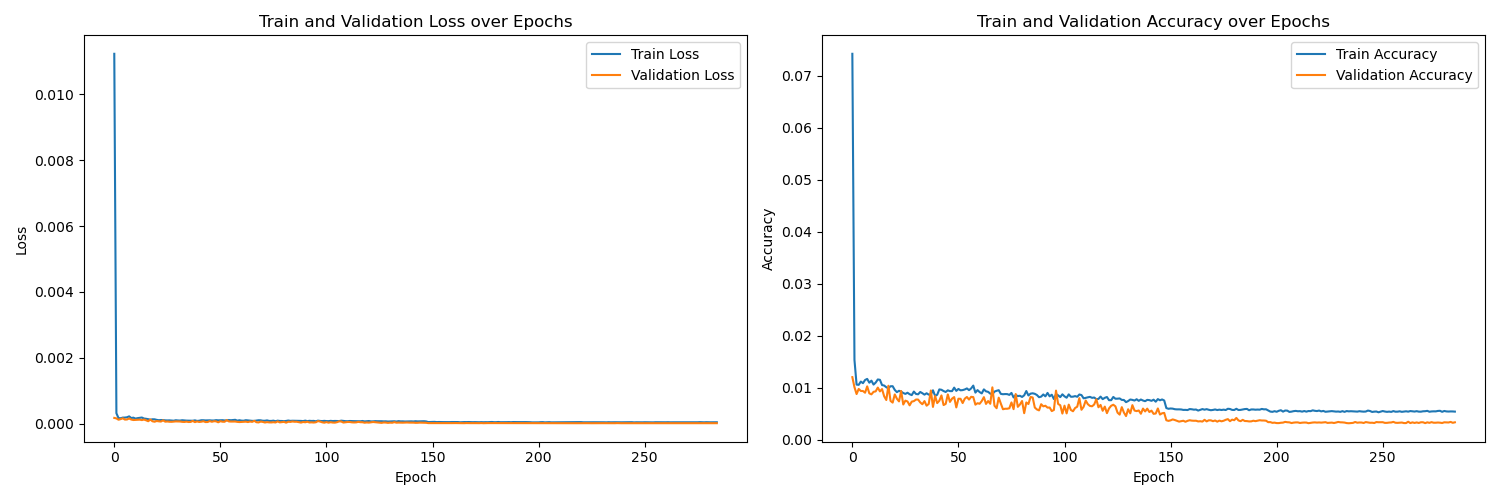 Train and Validation Loss over Epochs
Train Loss
Validation Loss
0.010
0.008
0.006
0.004
0.002
0.000
Loss
0
50
100
150
200
250
Epoch
Train and Validation Accuracy over Epochs
Train Accuracy
Validation Accuracy
0.07
0.06
0.05
0.04
0.03
0.02
0.01
0.00
Accuracy
0
50
100
150
200
250
Epoch